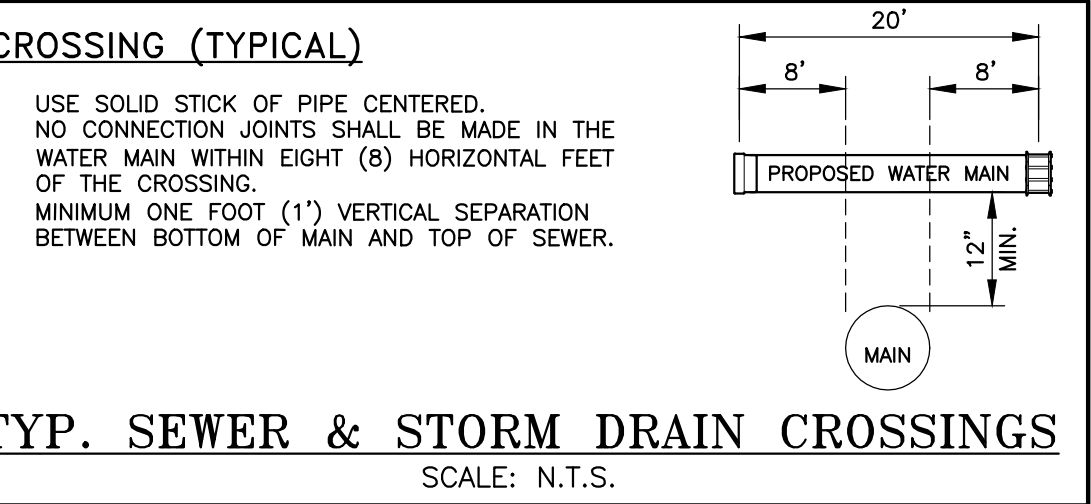 CROSSING (TYPICAL)
USE SOLID STICK OF PIPE CENTERED.
NO CONNECTION JOINTS SHALL BE MADE IN THE
WATER MAIN WITHIN EIGHT (8) HORIZONTAL FEET
OF THE CROSSING.
MINIMUM ONE FOOT (1') VERTICAL SEPARATION
BETWEEN BOTTOM OF MAIN AND TOP OF SEWER.
20'
8' 8'
PROPOSED WATER MAIN
12"
MIN.
MAIN
TYP. SEWER & STORM DRAIN CROSSINGS
SCALE: N.T.S.